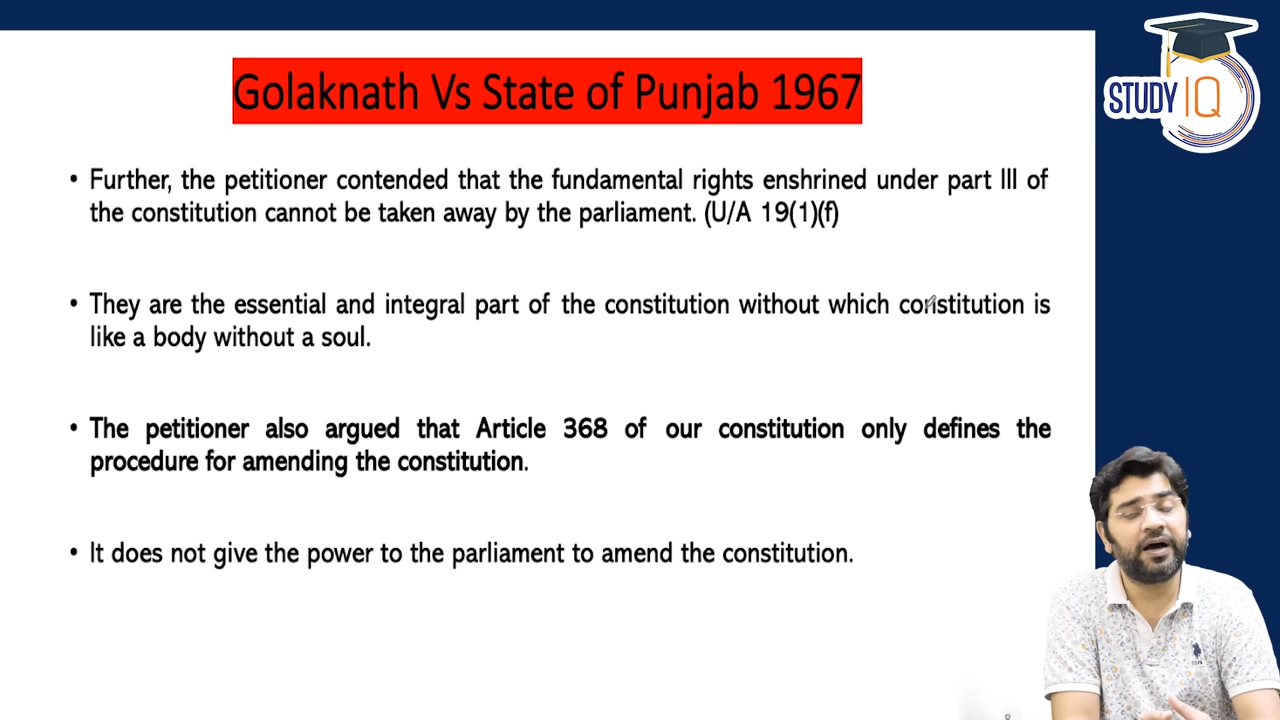 Golaknath Vs State of Punjab 1967
STUDY IQ
• Further, the petitioner contended that the fundamental rights enshrined under part III of
the constitution cannot be taken away by the parliament. (U/A 19(1)(f)
• They are the essential and integral part of the constitution without which constitution is
like a body without a soul.
• The petitioner also argued that Article 368 of our constitution only defines the
procedure for amending the constitution.
• It does not give the power to the parliament to amend the constitution.